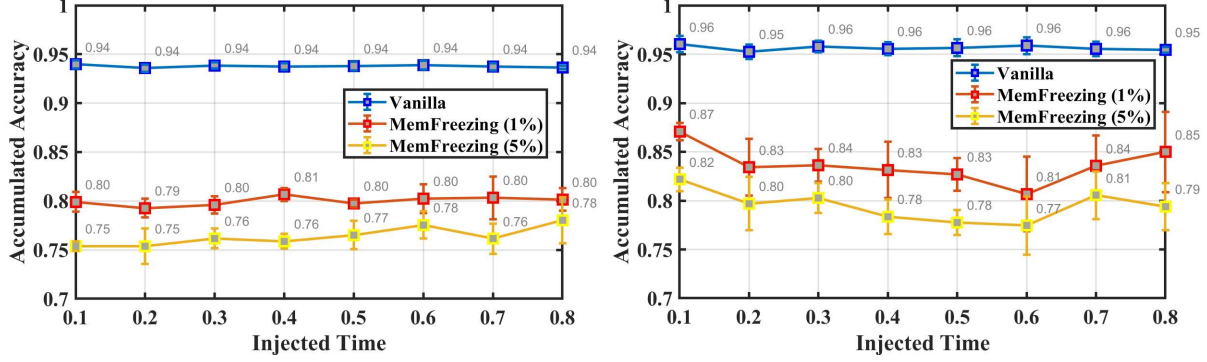 Accumulated Accuracy
1
0.95
0.9
0.85
0.8
0.75
0.7
0.94 0.94 0.94 0.94 0.94 0.94 0.94 0.94
Vanilla
MemFreezing (1%)
MemFreezing (5%)
0.80 0.79 0.80 0.81 0.80 0.80 0.80 0.80
0.75 0.75 0.76 0.76 0.77 0.78 0.76 0.78
0.1 0.2 0.3 0.4 0.5 0.6 0.7 0.8
Injected Time
Accumulated Accuracy
1
0.95
0.9
0.85
0.8
0.75
0.7
0.96 0.95 0.96 0.96 0.96 0.96 0.96 0.95
Vanilla
MemFreezing (1%)
MemFreezing (5%)
0.87 0.83 0.84 0.83 0.83 0.81 0.84 0.85
0.82 0.80 0.80 0.78 0.78 0.77 0.81 0.79
0.1 0.2 0.3 0.4 0.5 0.6 0.7 0.8
Injected Time